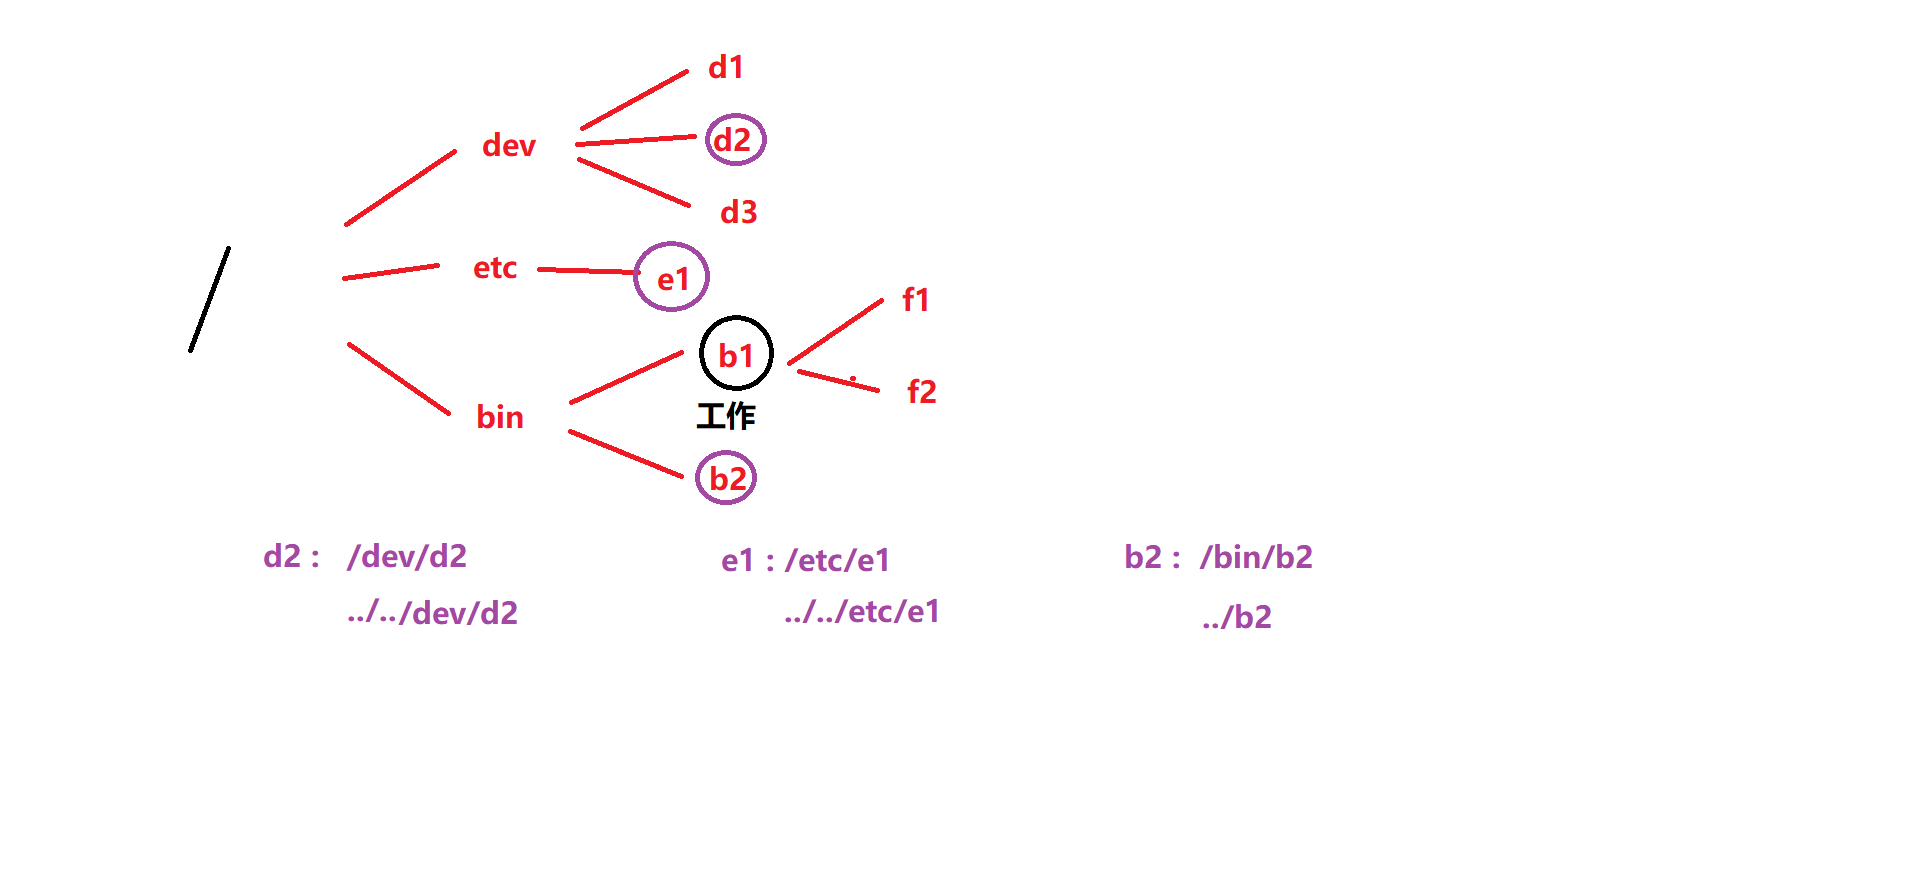 /
dev
d1
d2
d3
etc
e1
bin
b1
工作
b2
f1
f2
d2： /dev/d2
../../dev/d2
e1：/etc/e1
../../etc/e1
b2： /bin/b2
../b2